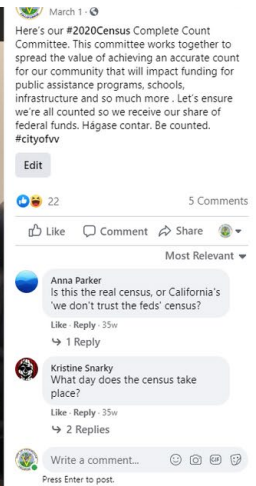 March 1 ·
Here's our #2020Census Complete Count
Committee. This committee works together to
spread the value of achieving an accurate count
for our community that will impact funding for
public assistance programs, schools,
infrastructure and so much more . Let's ensure
we're all counted so we receive our share of
federal funds. Hágase contar. Be counted.
#cityofvv
Edit
22
5 Comments
Like
Comment
Share
Most Relevant
Anna Parker
Is this the real census, or California's
'we don't trust the feds' census?
Like · Reply · 35w
1 Reply
Kristine Snarky
What day does the census take
place?
Like · Reply · 35w
2 Replies
Write a comment...
GIF
Press Enter to post.